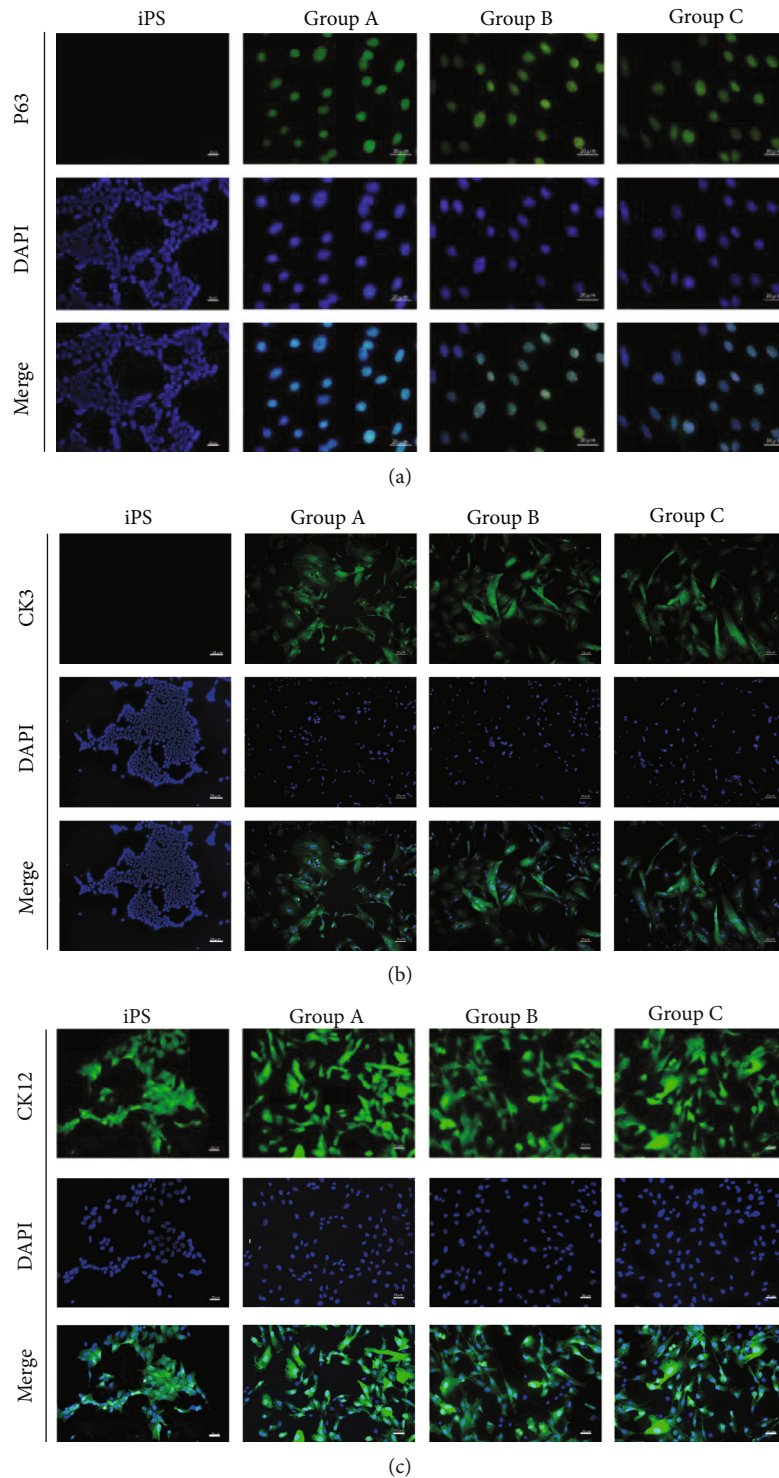 iPS Group A Group B Group C
P63
DAPI
Merge
(a)
iPS Group A Group B Group C
CK3
DAPI
Merge
(b)
iPS Group A Group B Group C
CK12
DAPI
Merge
(c)